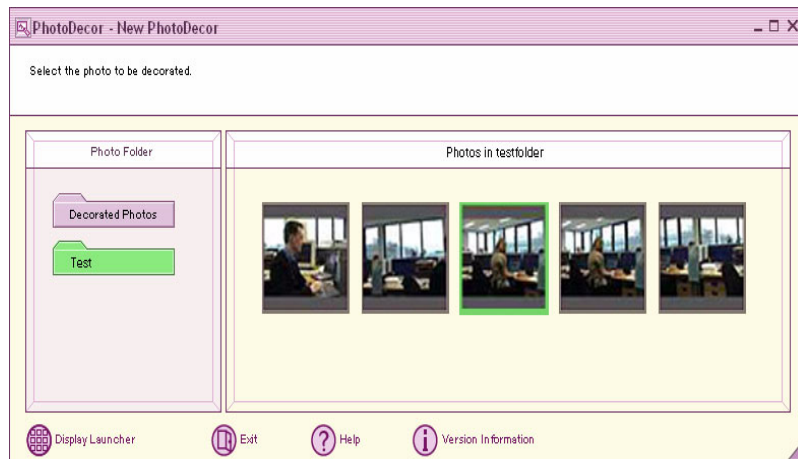 PhotoDecor - New PhotoDecor
Select the photo to be decorated.
Photo Folder
Photos in testfolder
Decorated Photos
Test
Display Launcher
Exit
Help
Version Information